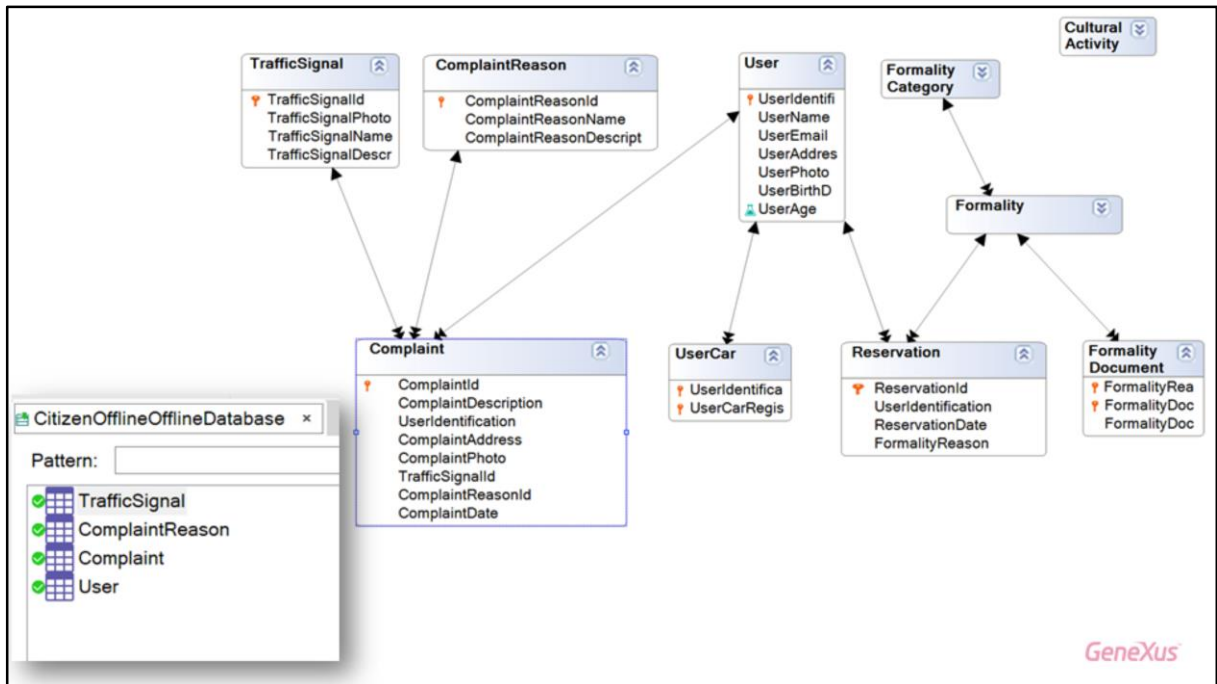 Cultural
Activity
TrafficSignal
TrafficSignalId
TrafficSignalPhoto
TrafficSignalName
TrafficSignalDescr
ComplaintReason
ComplaintReasonId
ComplaintReasonName
ComplaintReasonDescript
User
UserIdentifi
UserName
UserEmail
UserAddres
UserPhoto
UserBirthD
UserAge
Formality
Category
Formality
Complaint
ComplaintId
ComplaintDescription
UserIdentification
ComplaintAddress
ComplaintPhoto
TrafficSignalId
ComplaintReasonId
ComplaintDate
UserCar
UserIdentifica
UserCarRegis
Reservation
ReservationId
UserIdentification
ReservationDate
FormalityReason
Formality
Document
FormalityRea
FormalityDoc
FormalityDoc
CitizenOfflineOfflineDatabase ×
Pattern:
TrafficSignal
ComplaintReason
Complaint
User
GeneXus